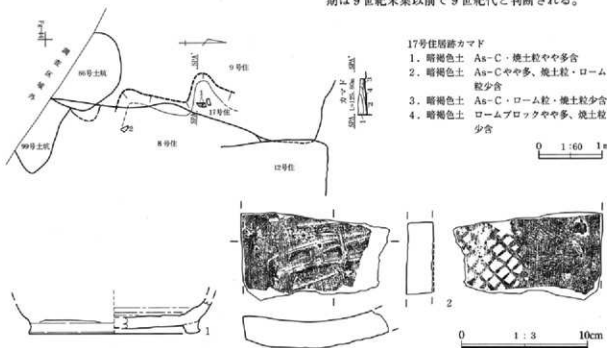 期は9世紀末葉以前で9世紀代と判断される。
17号住居跡カマド
1．暗褐色土 As-C・焼土粒やや多含
2．暗褐色土 As-Cやや多、焼土・ローム
粒少含
3．暗褐色土 As-C・ローム粒・焼土粒少含
4．暗褐色土 ロームブロックやや多、焼土粒
少含
調査区域外
86号土坑
99号土坑
9号住
17号住
8号住
12号住
カマド
2
0 1:60 1m
1
2
0 1:3 10cm